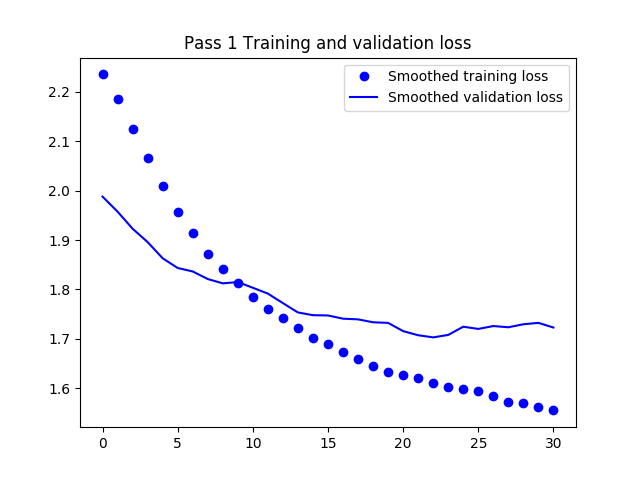 Pass 1 Training and validation loss
Smoothed training loss
Smoothed validation loss
2.2
2.1
2.0
1.9
1.8
1.7
1.6
0 5 10 15 20 25 30